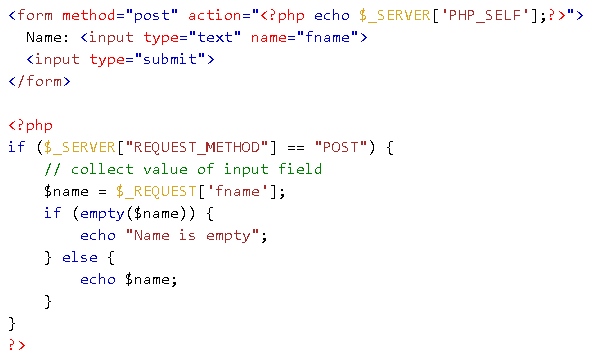 <form method="post" action="<?php echo $_SERVER['PHP_SELF'];?>">
  Name: <input type="text" name="fname">
  <input type="submit">
</form>

<?php
if ($_SERVER["REQUEST_METHOD"] == "POST") {
    // collect value of input field
    $name = $_REQUEST['fname'];
    if (empty($name)) {
        echo "Name is empty";
    } else {
        echo $name;
    }
}
?>